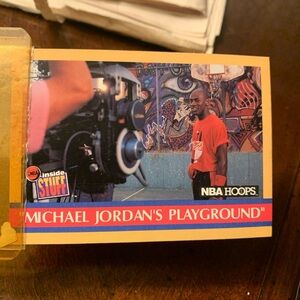 inside
STUFF
NBA HOOPS
"MICHAEL JORDAN'S PLAYGROUND"